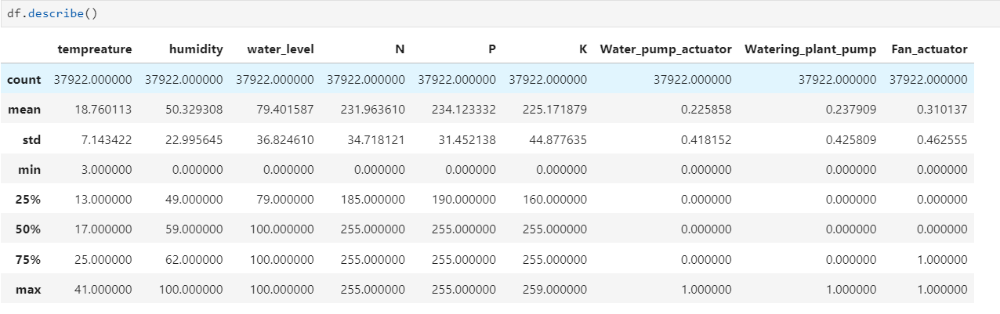 df.describe()
tempreature humidity water_level N P K Water_pump_actuator Watering_plant_pump Fan_actuator
count 37922.000000 37922.000000 37922.000000 37922.000000 37922.000000 37922.000000 37922.000000 37922.000000 37922.000000
mean 18.760113 50.329308 79.401587 231.963610 234.123332 225.171879 0.225858 0.237909 0.310137
std 7.143422 22.995645 36.824610 34.718121 31.452138 44.877635 0.418152 0.425809 0.462555
min 3.000000 0.000000 0.000000 0.000000 0.000000 0.000000 0.000000 0.000000 0.000000
25% 13.000000 49.000000 79.000000 185.000000 190.000000 160.000000 0.000000 0.000000 0.000000
50% 17.000000 59.000000 100.000000 255.000000 255.000000 255.000000 0.000000 0.000000 0.000000
75% 25.000000 62.000000 100.000000 255.000000 255.000000 255.000000 0.000000 0.000000 1.000000
max 41.000000 100.000000 100.000000 255.000000 255.000000 259.000000 1.000000 1.000000 1.000000